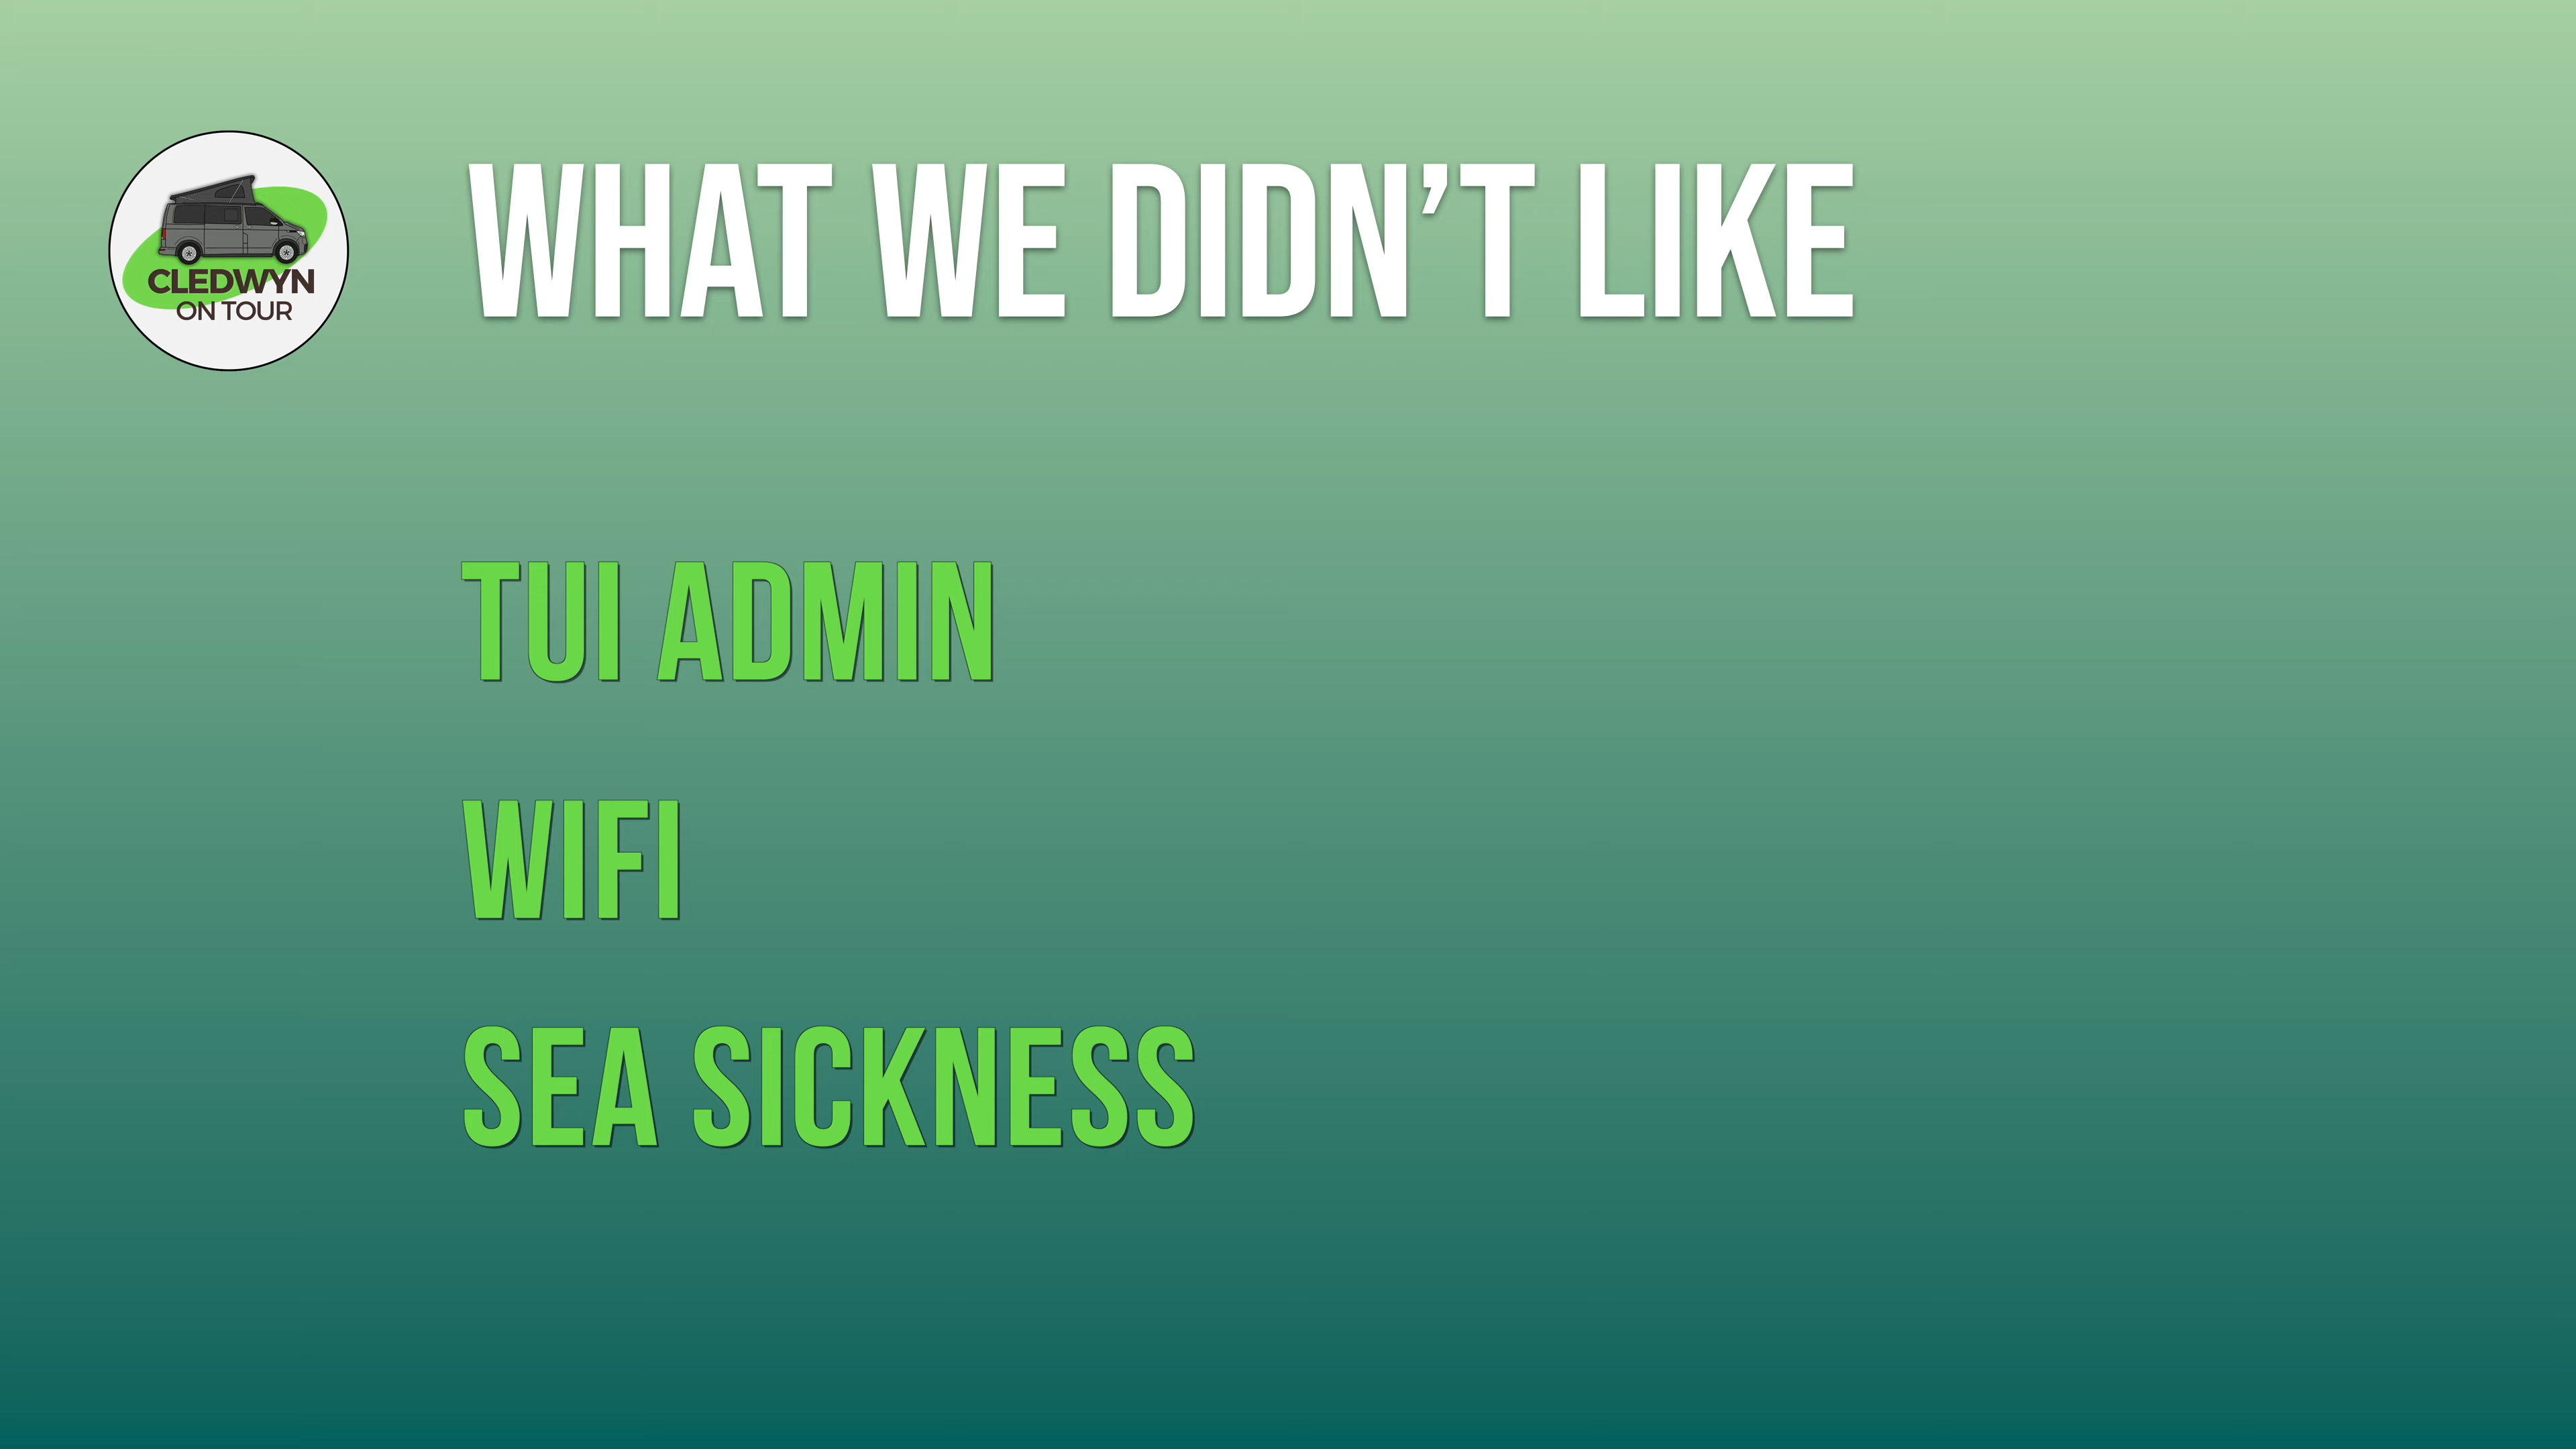 CLEDWYN
ON TOUR
WHAT WE DIDN’T LIKE
TUI ADMIN
WIFI
SEA SICKNESS